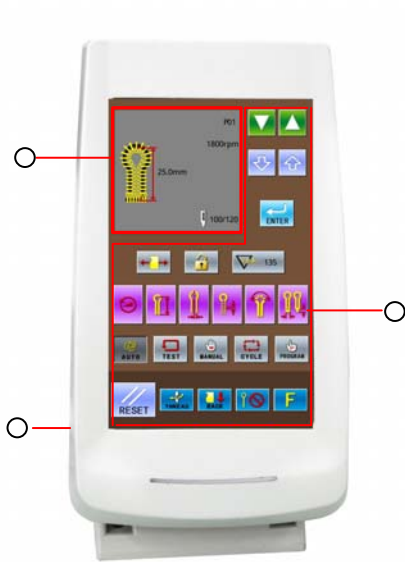 P01
1800rpm
25.0mm
100/120
ENTER
135
AUTO
TEST
MANUAL
CYCLE
PROGRAM
RESET
THREAD
BACK
F